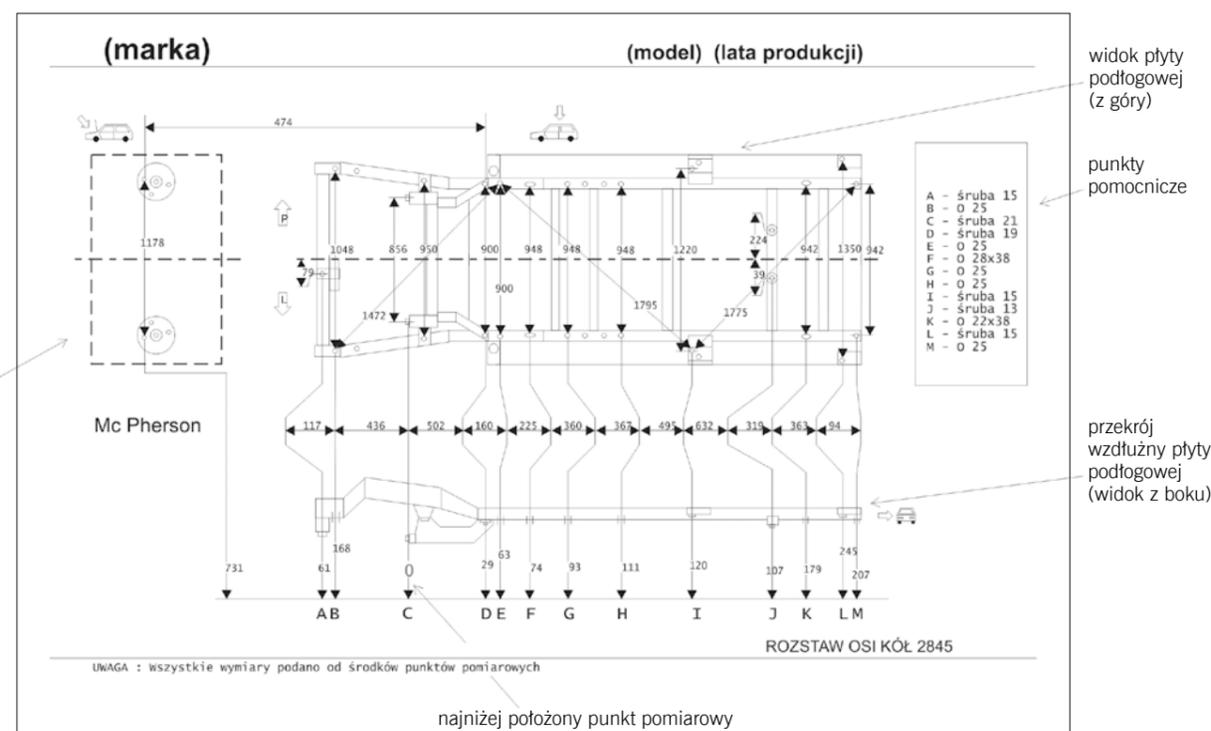 (marka)
(model) (lata produkcji)
widok płyty
podłogowej
(z góry)
474
punkty
pomocnicze
A - śruba 15
B - O 25
C - śruba 21
D - śruba 19
E - O 25
F - O 28x38
G - O 25
H - O 25
I - śruba 15
J - śruba 13
K - O 22x38
L - śruba 15
M - O 25
P
L
1178
79
1048
856
950
900
948
948
948
1220
224
942
1350
942
39
900
1472
1795
1775
Mc Pherson
117
436
502
160
225
360
367
495
632
319
363
94
przekrój
wzdłużny płyty
podłogowej
(widok z boku)
731
61
168
0
29
63
74
93
111
120
107
179
245
207
A B C D E F G H I J K L M
ROZSTAW OSI KÓŁ 2845
UWAGA : Wszystkie wymiary podano od środków punktów pomiarowych
najniżej położony punkt pomiarowy